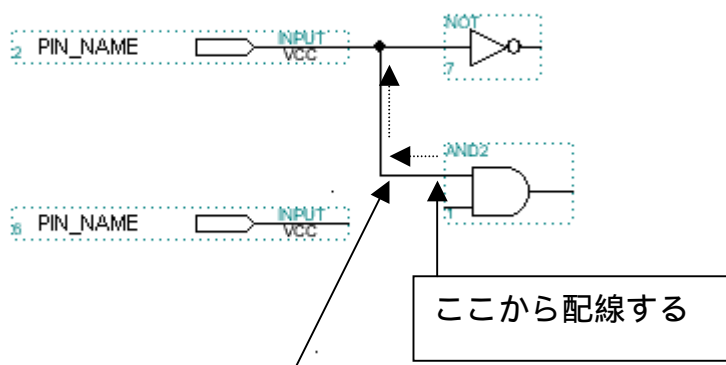 NOT
2 PIN_NAME INPUT
VCC
7
AND2
6 PIN_NAME INPUT
VCC
1
ここから配線する